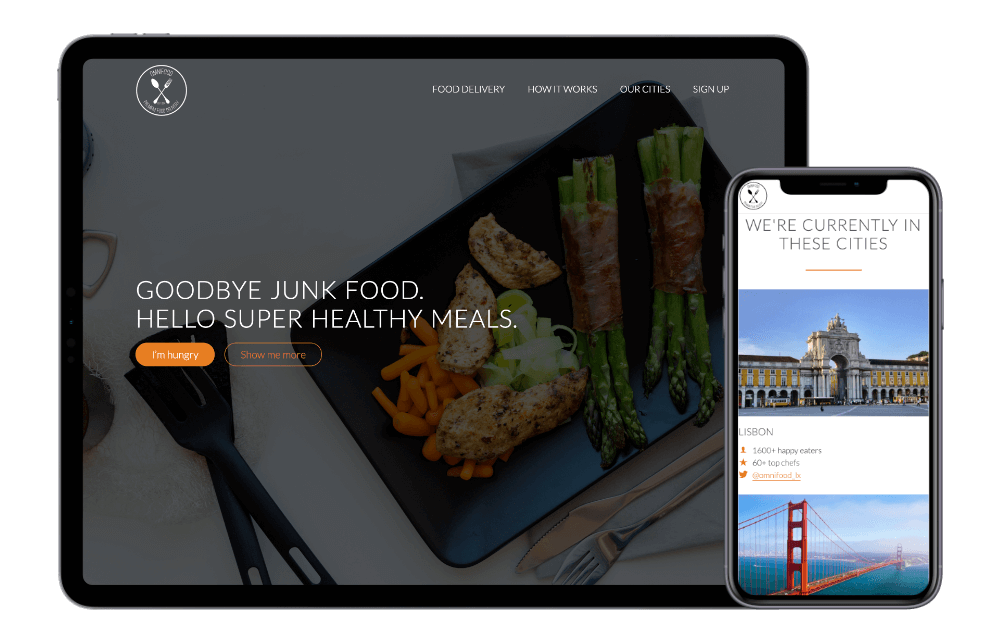 OMNIFOOD
FOOD DELIVERY
HOW IT WORKS
OUR CITIES
SIGN UP
GOODBYE JUNK FOOD.
HELLO SUPER HEALTHY MEALS.
I'm hungry
Show me more
WE'RE CURRENTLY IN
THESE CITIES
LISBON
1600+ happy eaters
60+ top chefs
@omnifood_lx